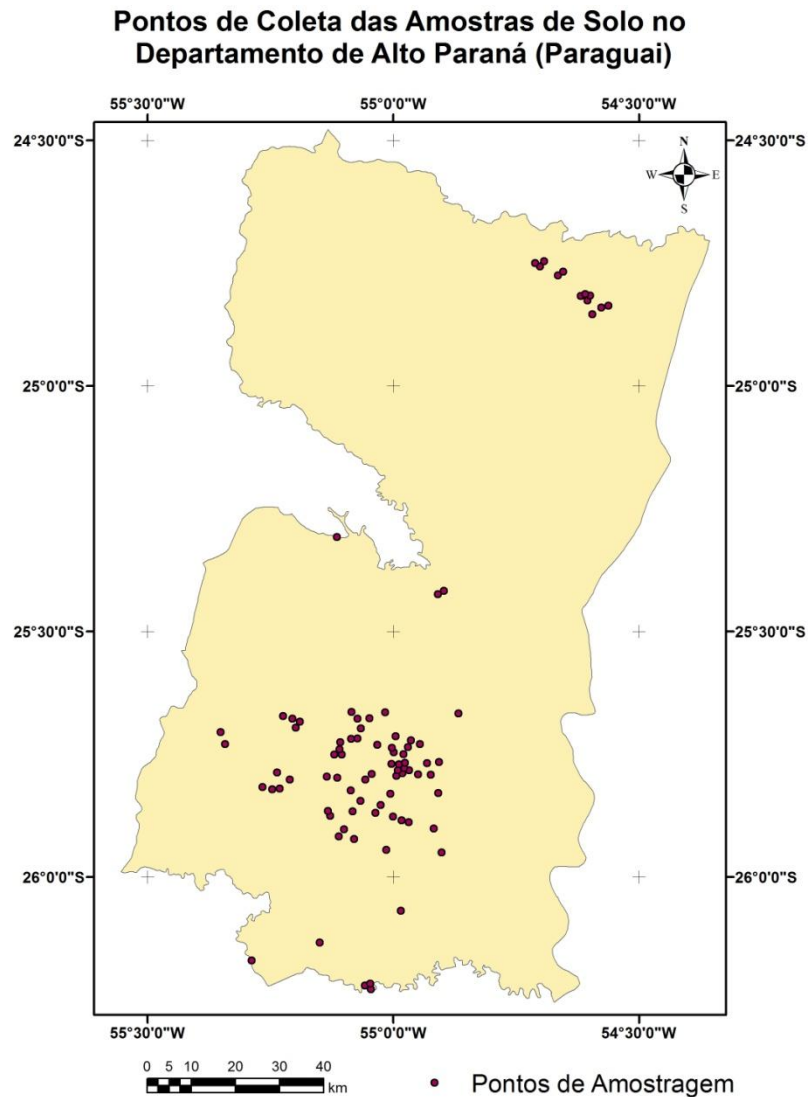 Pontos de Coleta das Amostras de Solo no
Departamento de Alto Paraná (Paraguai)
55°30'0"W 55°0'0"W 54°30'0"W
24°30'0"S 24°30'0"S
N
W E
S
25°0'0"S 25°0'0"S
25°30'0"S 25°30'0"S
26°0'0"S 26°0'0"S
55°30'0"W 55°0'0"W 54°30'0"W
0 5 10 20 30 40
km
Pontos de Amostragem